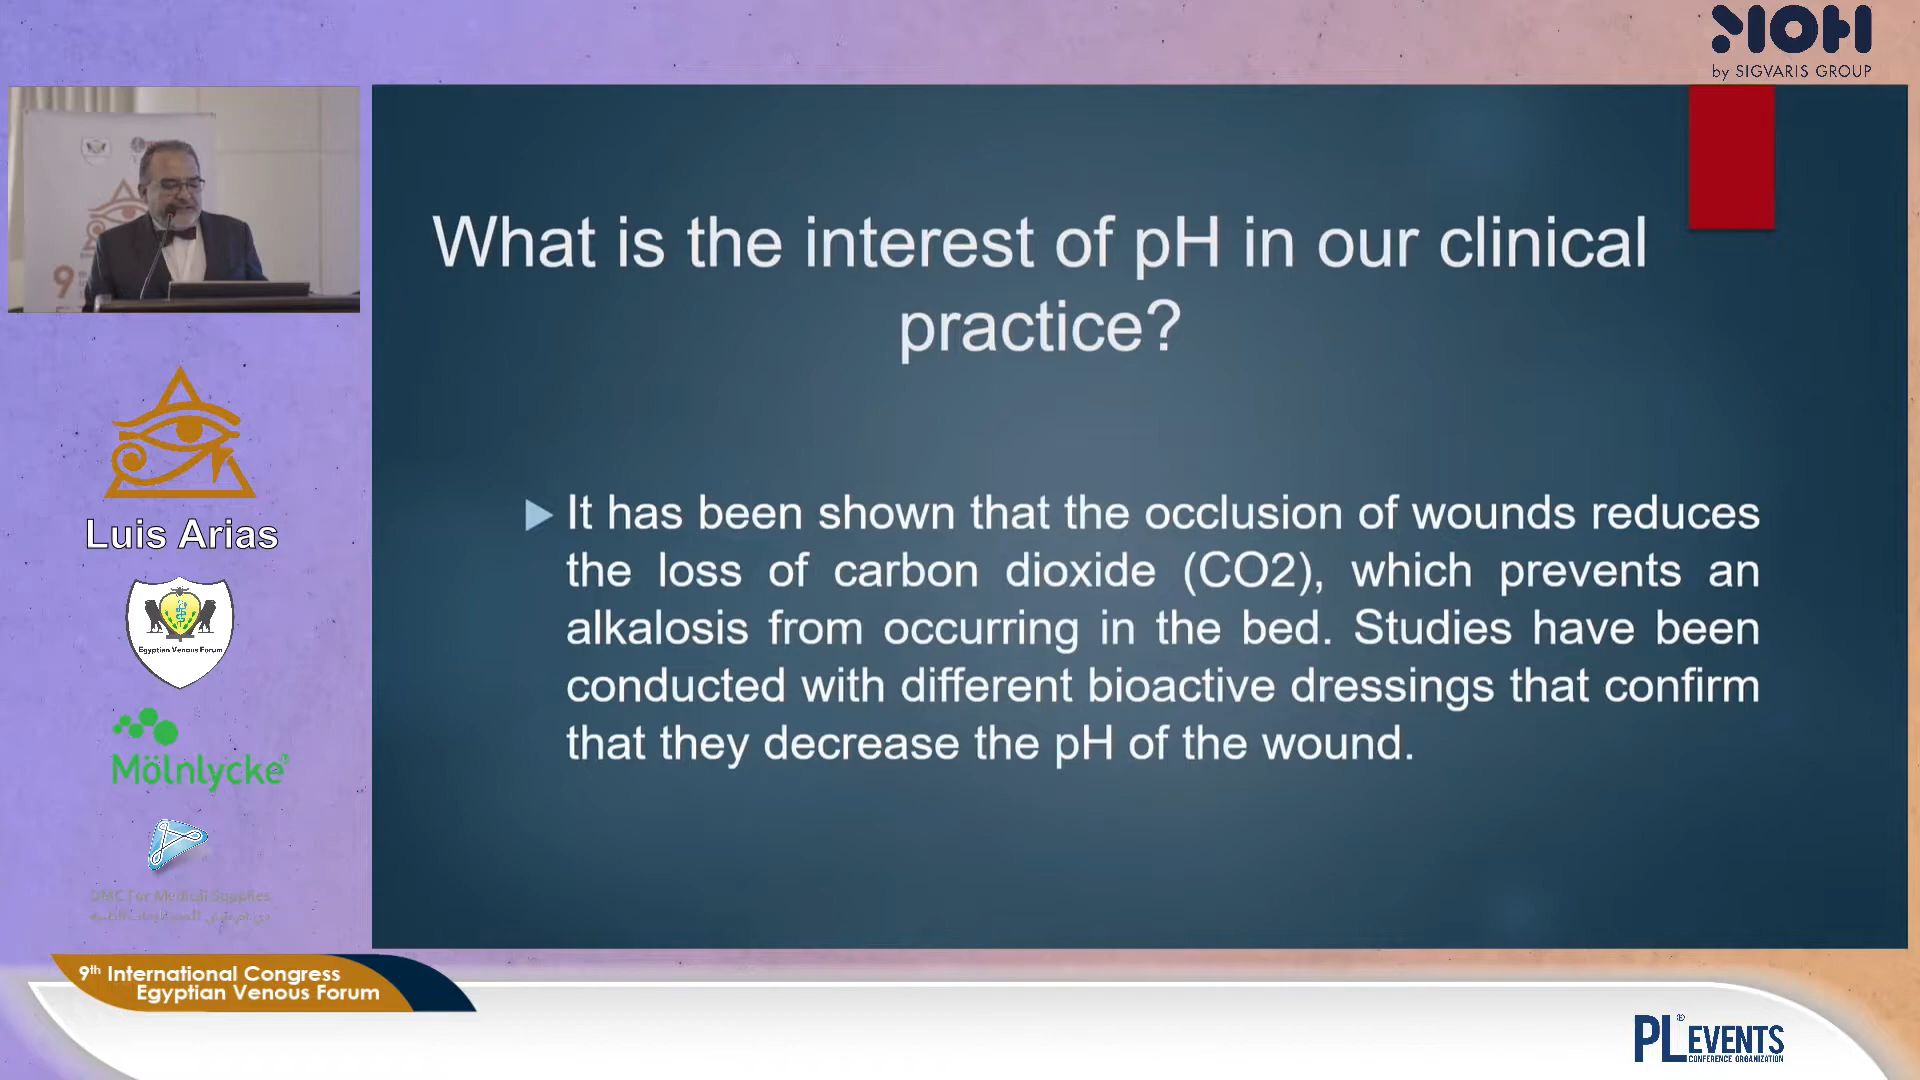 HOH
by SIGVARIS GROUP
What is the interest of pH in our clinical
practice?
It has been shown that the occlusion of wounds reduces
the loss of carbon dioxide (CO2), which prevents an
alkalosis from occurring in the bed. Studies have been
conducted with different bioactive dressings that confirm
that they decrease the pH of the wound.
9
Luis Arias
Egyptian Venous Forum
Mölnlycke®
DMC For Medical Supplies
9th International Congress
Egyptian Venous Forum
PL® EVENTS
CONFERENCE ORGANIZATION